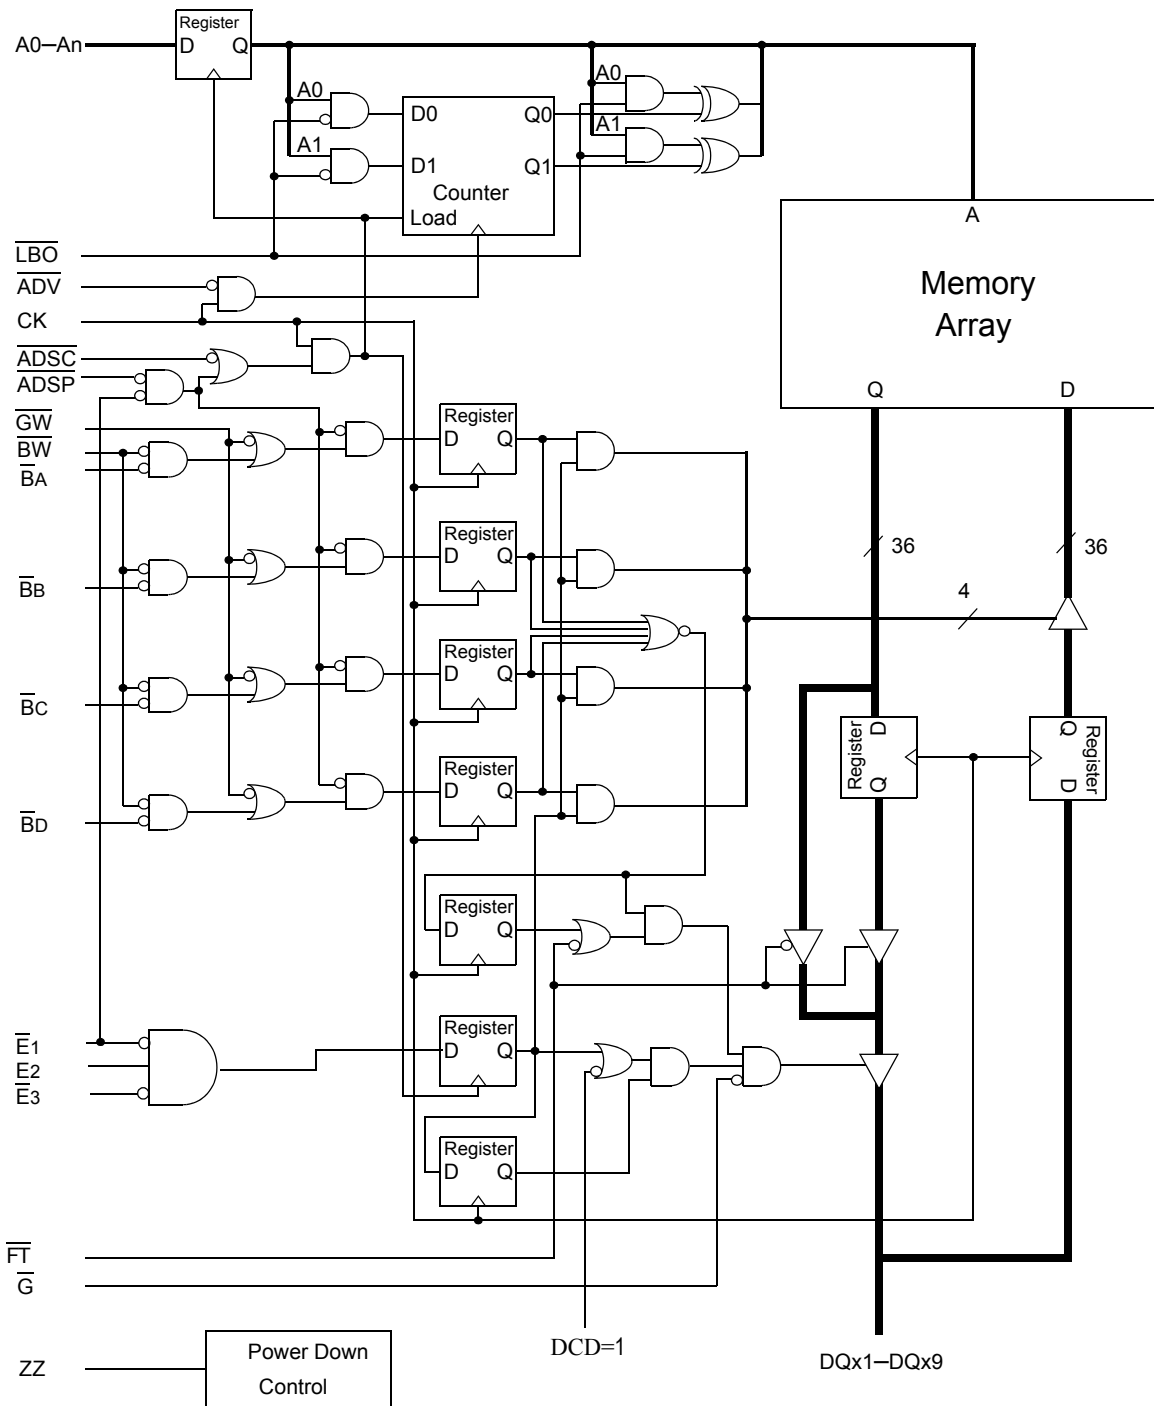 Register
A0–An
D Q
A0
A0
D0
Q0
A1
A1
D1
Q1
Counter
Load
A
LBO
ADV
Memory
Array
CK
ADSC
ADSP
Q D
GW
BW
BA
Register
D Q
Register
D Q
36 36
BB
4
Register
D Q
BC
Register
D
Q
Q
D
Register
Register
D Q
BD
Register
D Q
Register
D Q
E1
E2
E3
Register
D Q
FT
G
DCD=1
DQx1–DQx9
ZZ
Power Down
Control